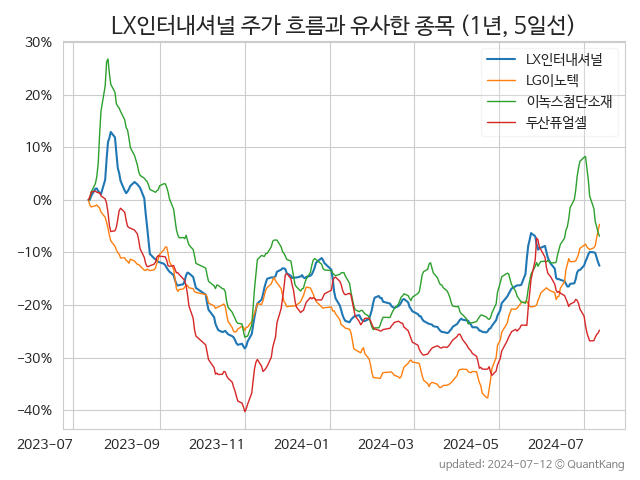 LX인터내셔널 주가 흐름과 유사한 종목 (1년, 5일선)
LX인터내셔널
LG이노텍
이녹스첨단소재
두산퓨얼셀
30%
20%
10%
0%
−10%
−20%
−30%
−40%
2023-07 2023-09 2023-11 2024-01 2024-03 2024-05 2024-07
updated: 2024-07-12 © QuantKang